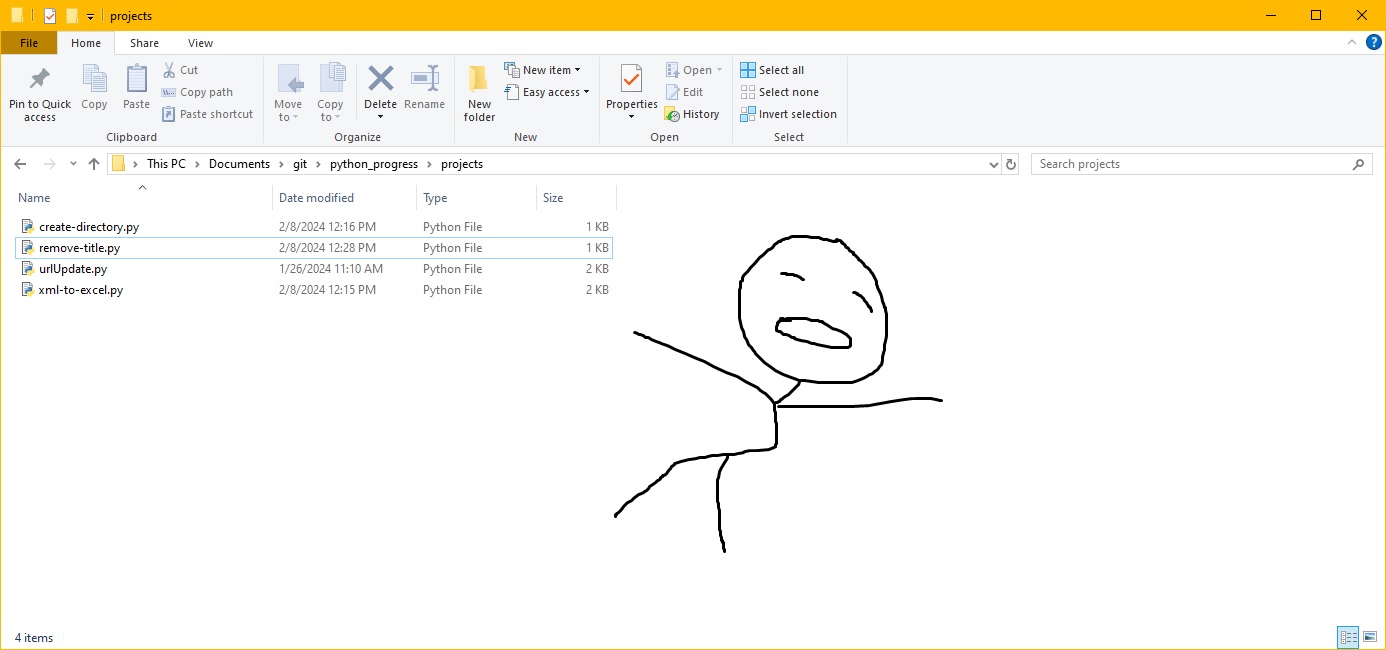 projects
File Home Share View
Pin to Quick access
Copy
Paste
Cut
Copy path
Paste shortcut
Clipboard
Move to
Copy to
Delete
Rename
Organize
New folder
New item
Easy access
New
Properties
Open
Edit
History
Open
Select all
Select none
Invert selection
Select
This PC > Documents > git > python_progress > projects
Search projects
Name Date modified Type Size
create-directory.py 2/8/2024 12:16 PM Python File 1 KB
remove-title.py 2/8/2024 12:28 PM Python File 1 KB
urlUpdate.py 1/26/2024 11:10 AM Python File 2 KB
xml-to-excel.py 2/8/2024 12:15 PM Python File 2 KB
4 items